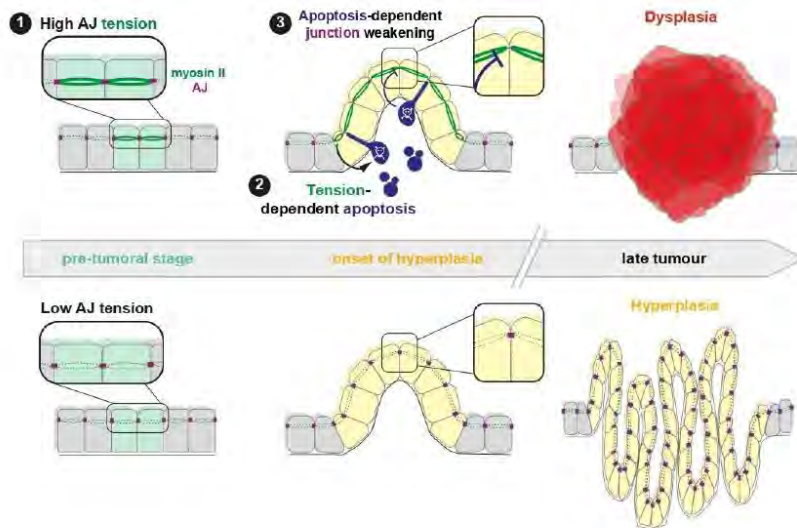 1 High AJ tension
myosin II
AJ
3 Apoptosis-dependent
junction weakening
Dysplasia
2 Tension-
dependent apoptosis
pre-tumoral stage
onset of hyperplasia
late tumour
Low AJ tension
Hyperplasia